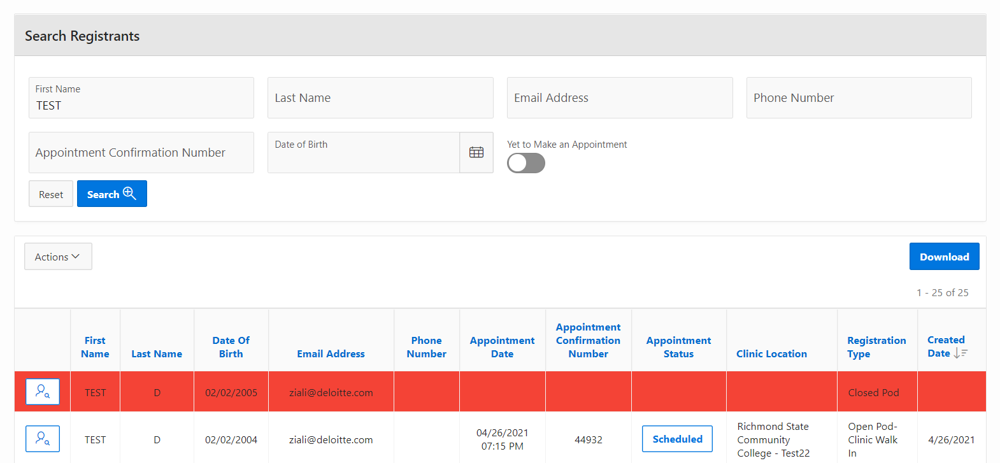 Search Registrants
First Name
TEST
Last Name
Email Address
Phone Number
Appointment Confirmation Number
Date of Birth
Yet to Make an Appointment
Reset
Search
Actions
Download
1 - 25 of 25
First
Name
Last Name
Date Of
Birth
Email Address
Phone
Number
Appointment
Date
Appointment
Confirmation
Number
Appointment
Status
Clinic Location
Registration
Type
Created
Date
TEST
D
02/02/2005
ziali@deloitte.com
Closed Pod
TEST
D
02/02/2004
ziali@deloitte.com
04/26/2021
07:15 PM
44932
Scheduled
Richmond State
Community
College - Test22
Open Pod-
Clinic Walk
In
4/26/2021